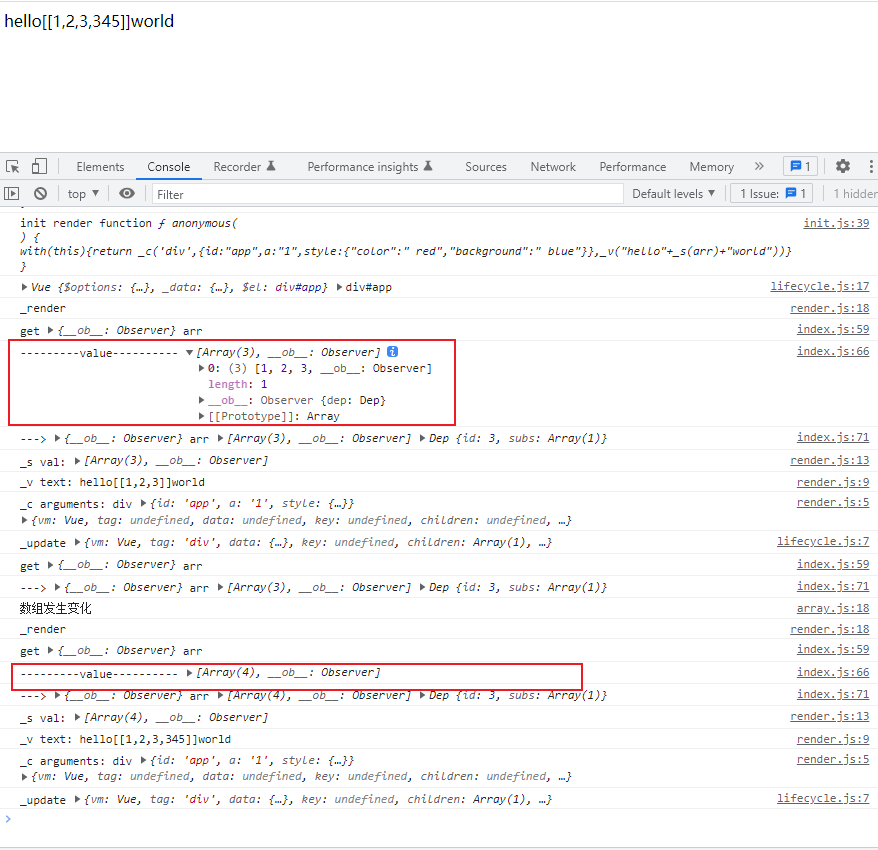 hello[[1,2,3,345]]world
Elements Console Recorder Performance insights Sources Network Performance Memory » 1
top ▼ Filter Default levels ▼ 1 Issue: 1 1 hidder
init render function ƒ anonymous( init.js:39
) {
with(this){return _c('div',{id:"app",a:"1",style:{"color":" red","background":" blue"}},_v("hello"+_s(arr)+"world"))}
}
▶Vue {$options: {…}, _data: {…}, $el: div#app} ▶div#app lifecycle.js:17
_render render.js:18
get ▶{__ob__: Observer} arr index.js:59
---------value---------- ▼[Array(3), __ob__: Observer] i index.js:66
▶0: (3) [1, 2, 3, __ob__: Observer]
length: 1
▶__ob__: Observer {dep: Dep}
▶[[Prototype]]: Array
---> ▶{__ob__: Observer} arr ▶[Array(3), __ob__: Observer] ▶Dep {id: 3, subs: Array(1)} index.js:71
_s val: ▶[Array(3), __ob__: Observer] render.js:13
_v text: hello[[1,2,3]]world render.js:9
_c arguments: div ▶{id: 'app', a: '1', style: {…}} render.js:5
▶{vm: Vue, tag: undefined, data: undefined, key: undefined, children: undefined, …}
_update ▶{vm: Vue, tag: 'div', data: {…}, key: undefined, children: Array(1), …} lifecycle.js:7
get ▶{__ob__: Observer} arr index.js:59
---> ▶{__ob__: Observer} arr ▶[Array(3), __ob__: Observer] ▶Dep {id: 3, subs: Array(1)} index.js:71
数组发生变化 array.js:18
_render render.js:18
get ▶{__ob__: Observer} arr index.js:59
---------value---------- ▶[Array(4), __ob__: Observer] index.js:66
---> ▶{__ob__: Observer} arr ▶[Array(4), __ob__: Observer] ▶Dep {id: 3, subs: Array(1)} index.js:71
_s val: ▶[Array(4), __ob__: Observer] render.js:13
_v text: hello[[1,2,3,345]]world render.js:9
_c arguments: div ▶{id: 'app', a: '1', style: {…}} render.js:5
▶{vm: Vue, tag: undefined, data: undefined, key: undefined, children: undefined, …}
_update ▶{vm: Vue, tag: 'div', data: {…}, key: undefined, children: Array(1), …} lifecycle.js:7